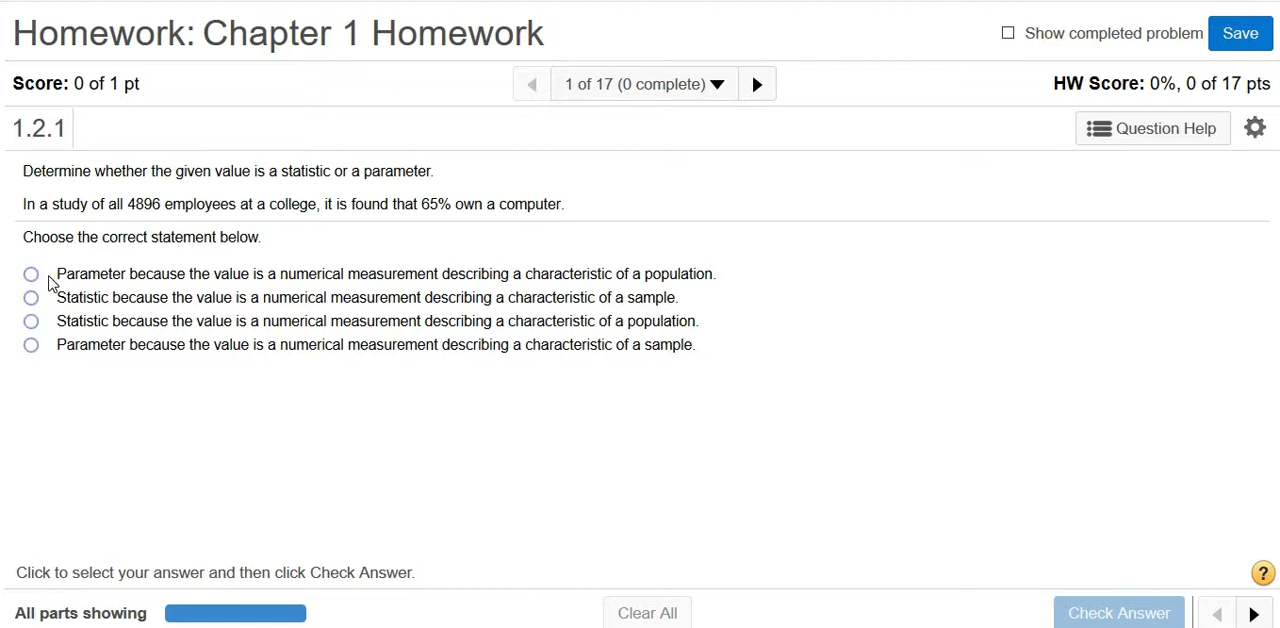 Homework: Chapter 1 Homework
Show completed problem
Save
Score: 0 of 1 pt
1 of 17 (0 complete)
HW Score: 0%, 0 of 17 pts
1.2.1
Question Help
Determine whether the given value is a statistic or a parameter.
In a study of all 4896 employees at a college, it is found that 65% own a computer.
Choose the correct statement below.
Parameter because the value is a numerical measurement describing a characteristic of a population.
Statistic because the value is a numerical measurement describing a characteristic of a sample.
Statistic because the value is a numerical measurement describing a characteristic of a population.
Parameter because the value is a numerical measurement describing a characteristic of a sample.
Click to select your answer and then click Check Answer.
?
All parts showing
Clear All
Check Answer